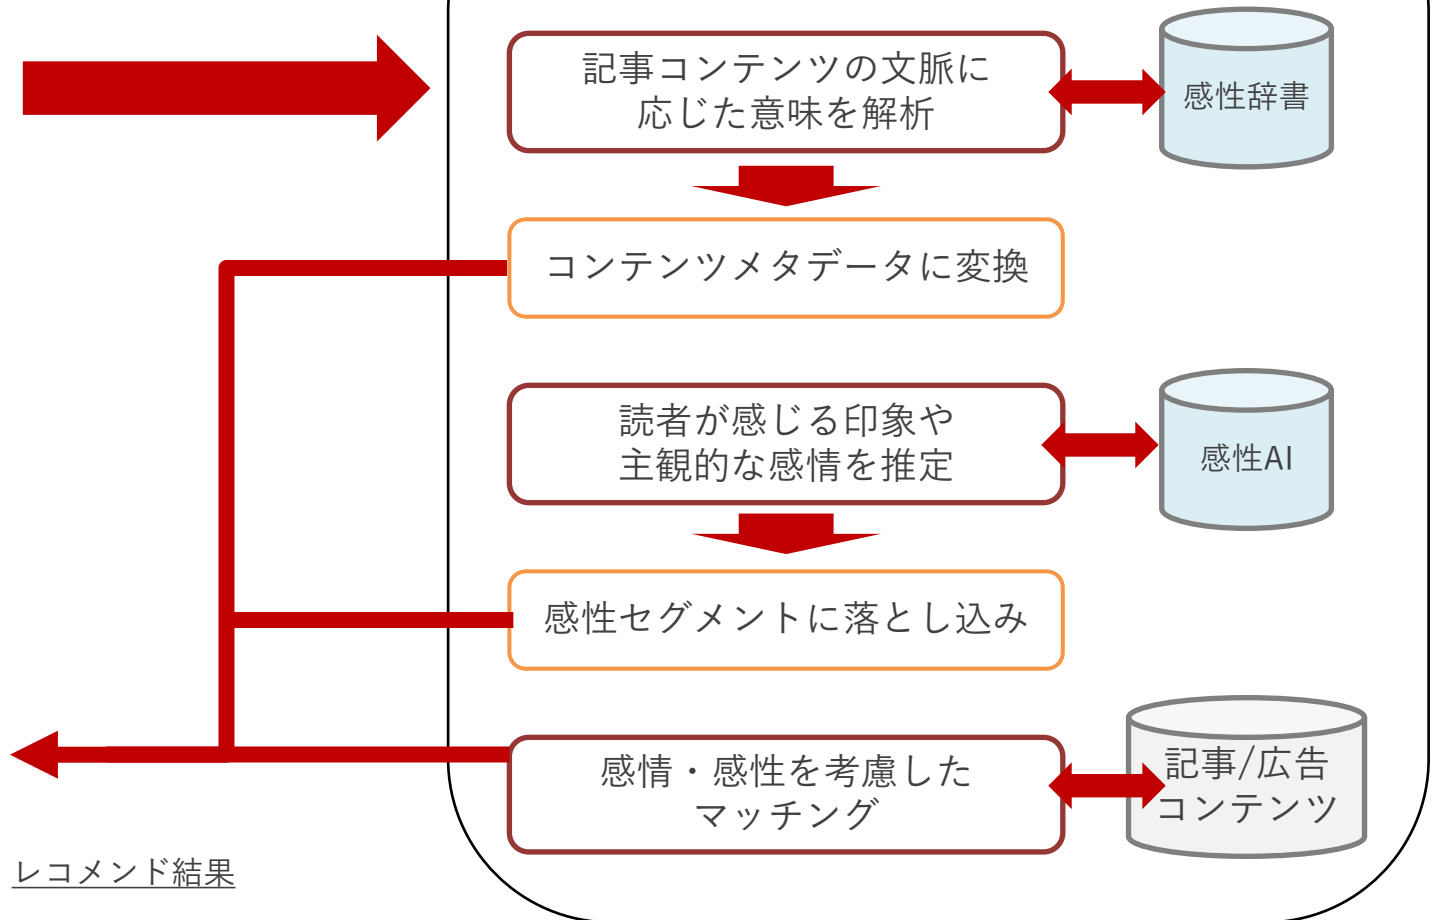 記事コンテンツの文脈に
応じた意味を解析
感性辞書
コンテンツメタデータに変換
読者が感じる印象や
主観的な感情を推定
感性AI
感性セグメントに落とし込み
感情・感性を考慮した
マッチング
記事/広告
コンテンツ
レコメンド結果